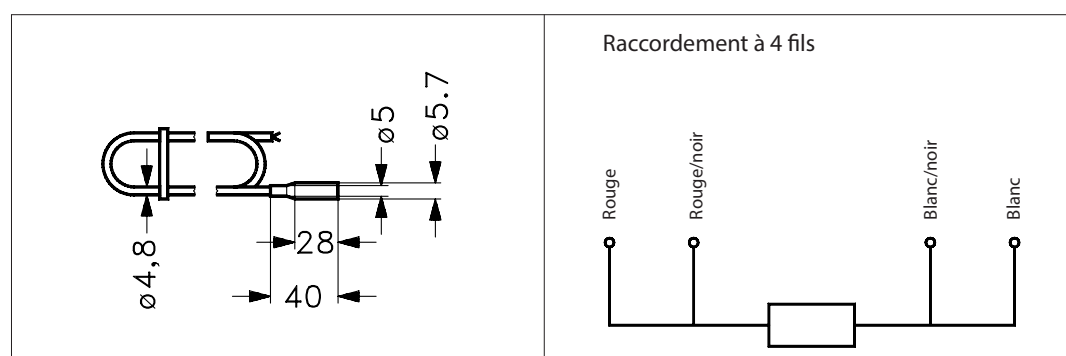 ø5
ø5.7
ø4,8
28
40
Raccordement à 4 fils
Rouge
Rouge/noir
Blanc/noir
Blanc